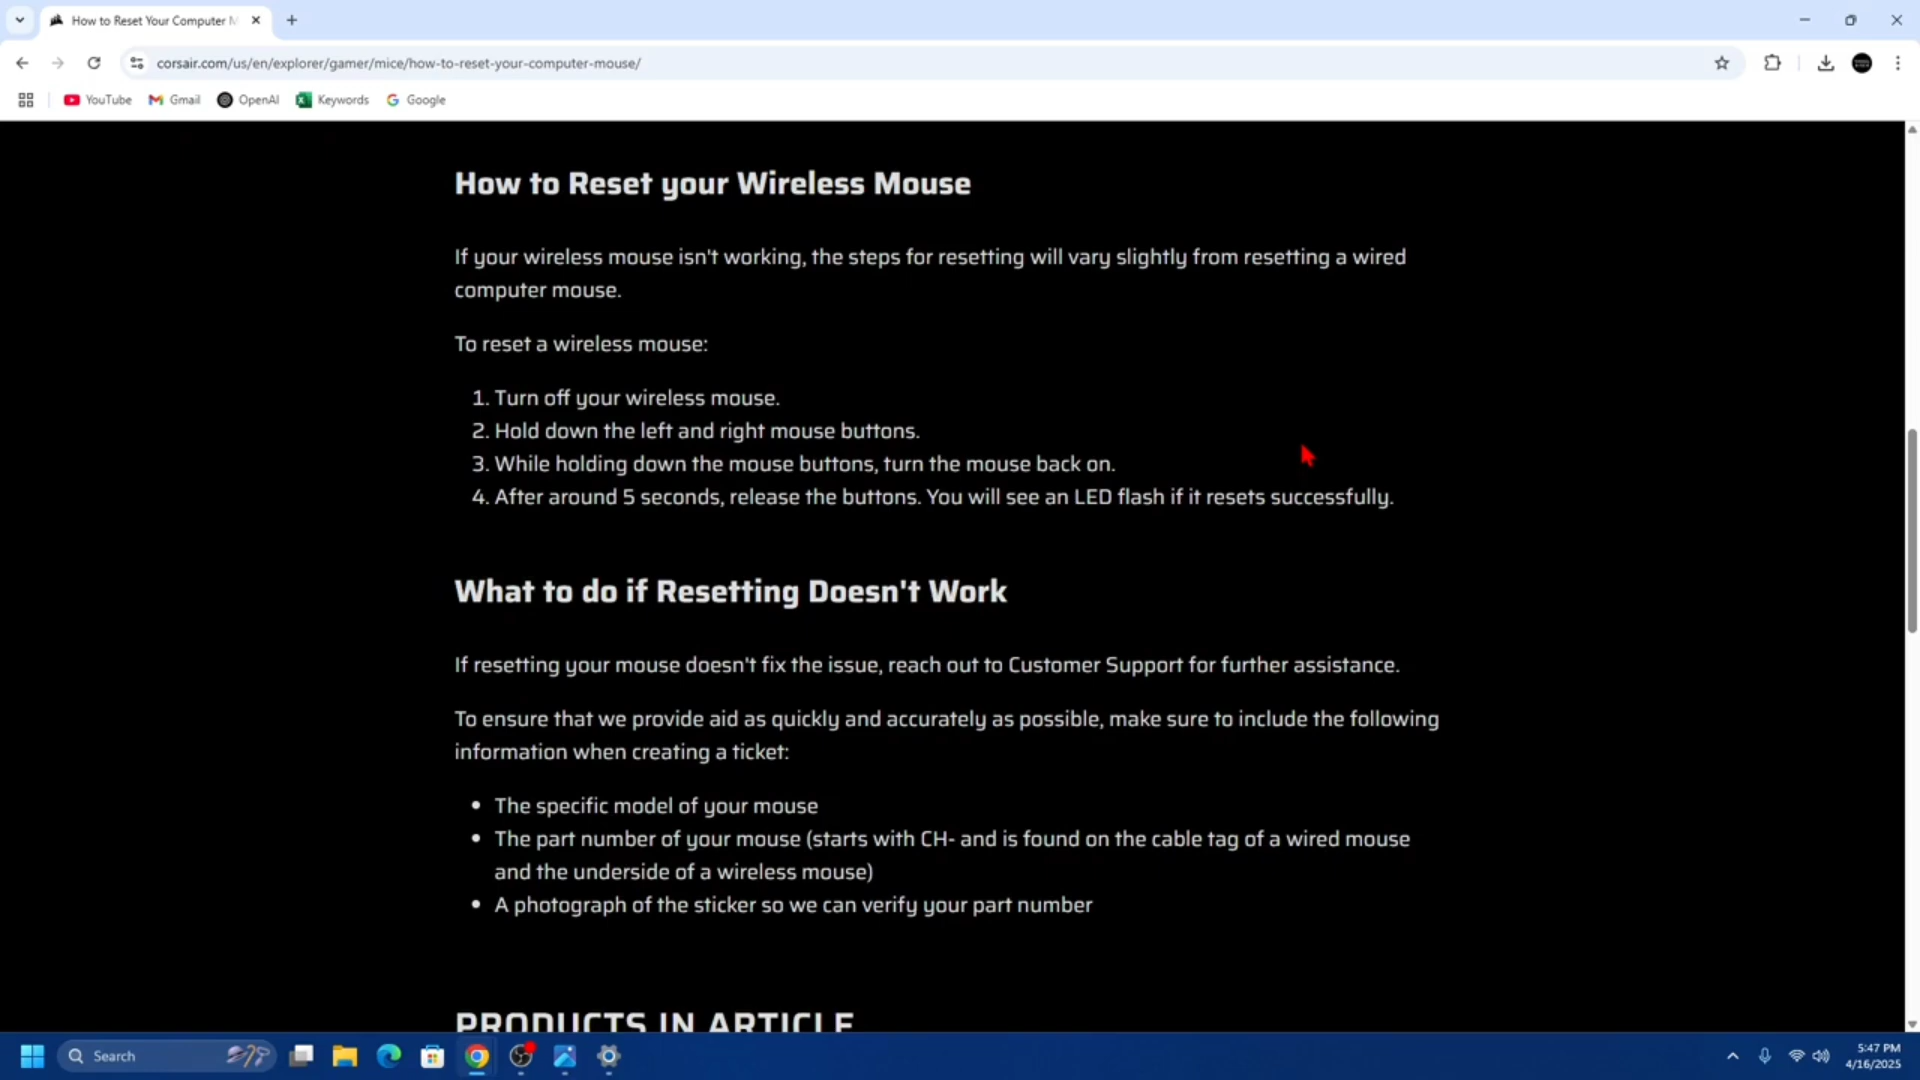 How to Reset Your Computer M
corsair.com/us/en/explorer/gamer/mice/how-to-reset-your-computer-mouse/
YouTube
Gmail
OpenAI
Keywords
Google
How to Reset your Wireless Mouse
If your wireless mouse isn't working, the steps for resetting will vary slightly from resetting a wired
computer mouse.
To reset a wireless mouse:
1. Turn off your wireless mouse.
2. Hold down the left and right mouse buttons.
3. While holding down the mouse buttons, turn the mouse back on.
4. After around 5 seconds, release the buttons. You will see an LED flash if it resets successfully.
What to do if Resetting Doesn't Work
If resetting your mouse doesn't fix the issue, reach out to Customer Support for further assistance.
To ensure that we provide aid as quickly and accurately as possible, make sure to include the following
information when creating a ticket:
• The specific model of your mouse
• The part number of your mouse (starts with CH- and is found on the cable tag of a wired mouse
and the underside of a wireless mouse)
• A photograph of the sticker so we can verify your part number
PRODUCTS IN ARTICLE
Search
5:47 PM
4/16/2025